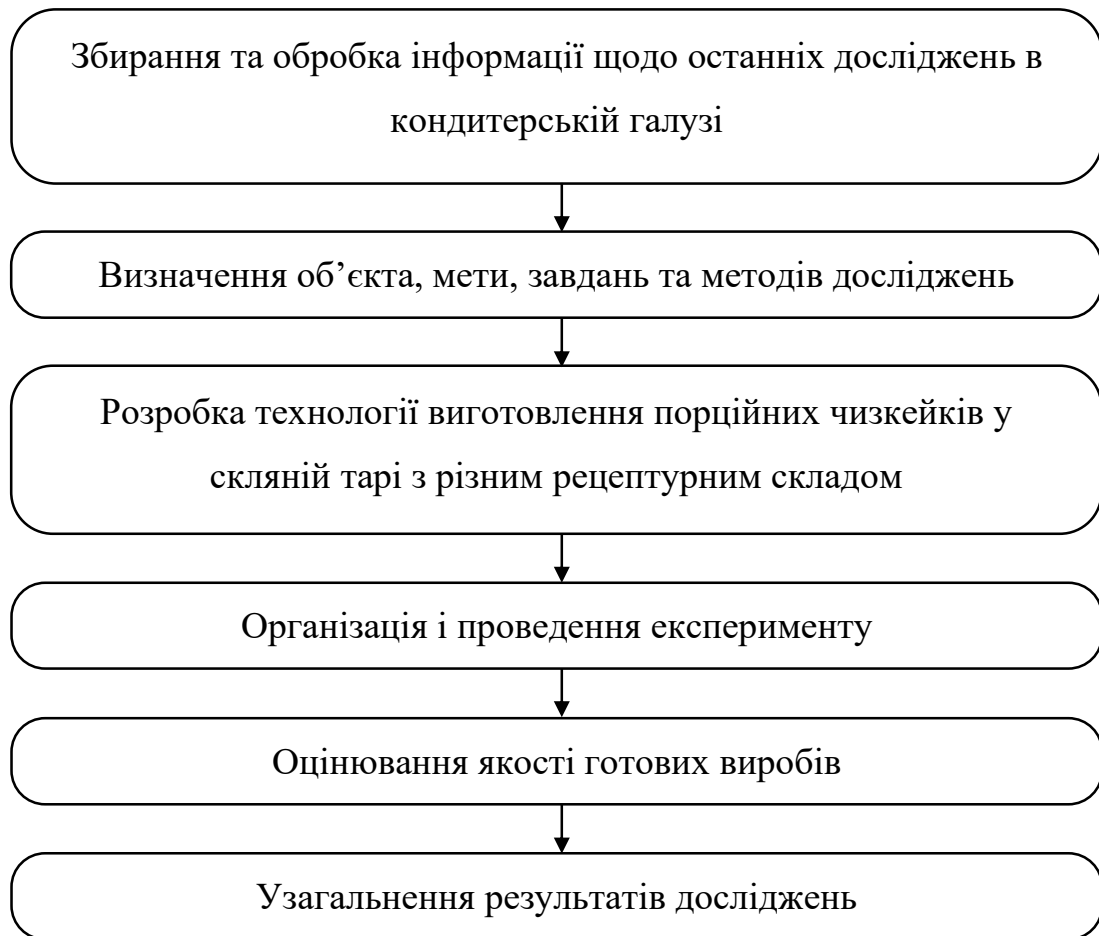 Збирання та обробка інформації щодо останніх досліджень в
кондитерській галузі
Визначення об’єкта, мети, завдань та методів досліджень
Розробка технології виготовлення порційних чизкейків у
скляній тарі з різним рецептурним складом
Організація і проведення експерименту
Оцінювання якості готових виробів
Узагальнення результатів досліджень